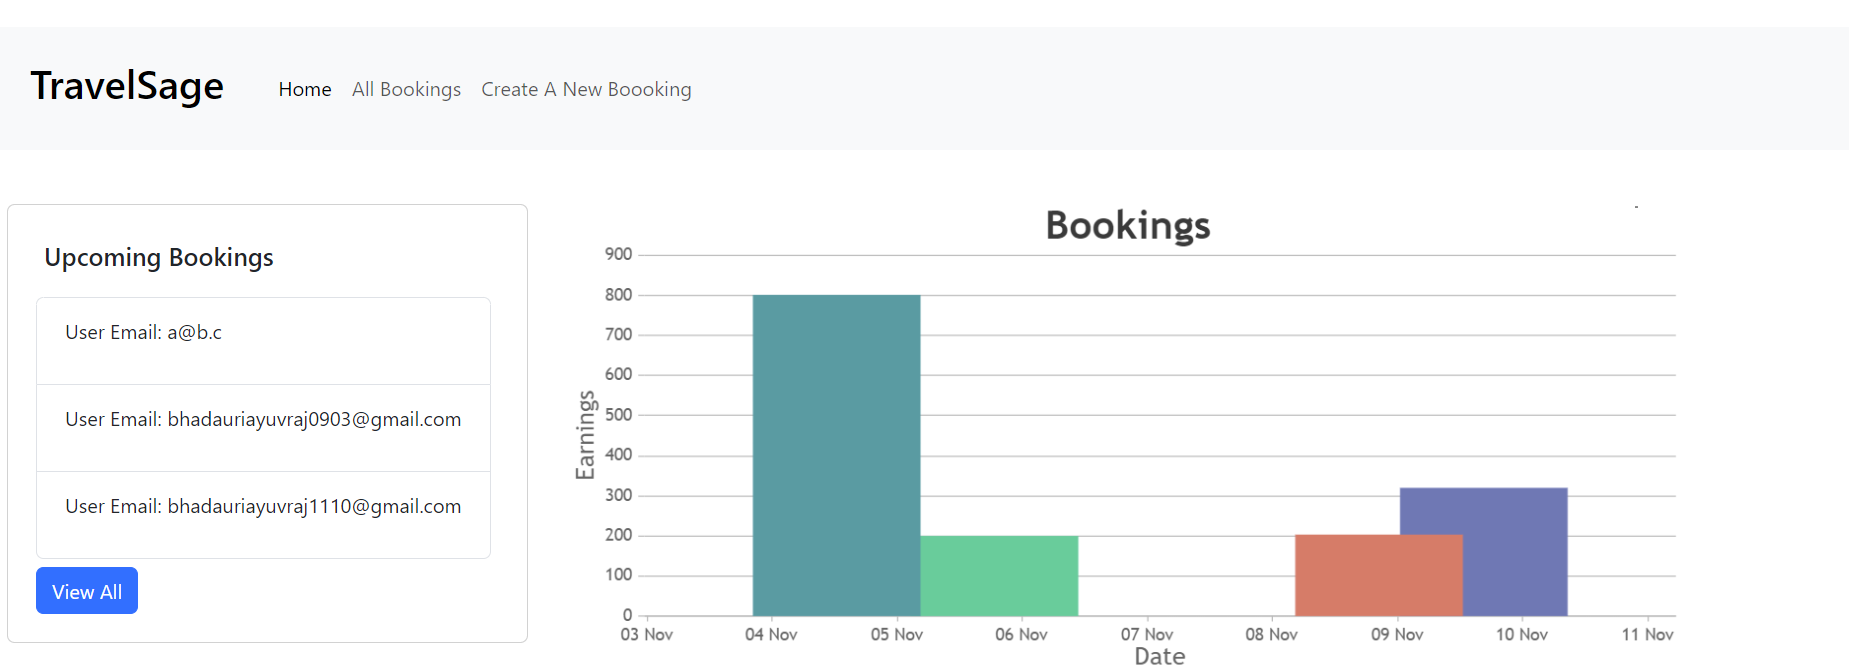 TravelSage
Home All Bookings Create A New Boooking
Upcoming Bookings
User Email: a@b.c
User Email: bhadauriayuvraj0903@gmail.com
User Email: bhadauriayuvraj1110@gmail.com
View All
Bookings
900
800
700
600
500
400
300
200
100
0
Earnings
03 Nov 04 Nov 05 Nov 06 Nov 07 Nov 08 Nov 09 Nov 10 Nov 11 Nov
Date